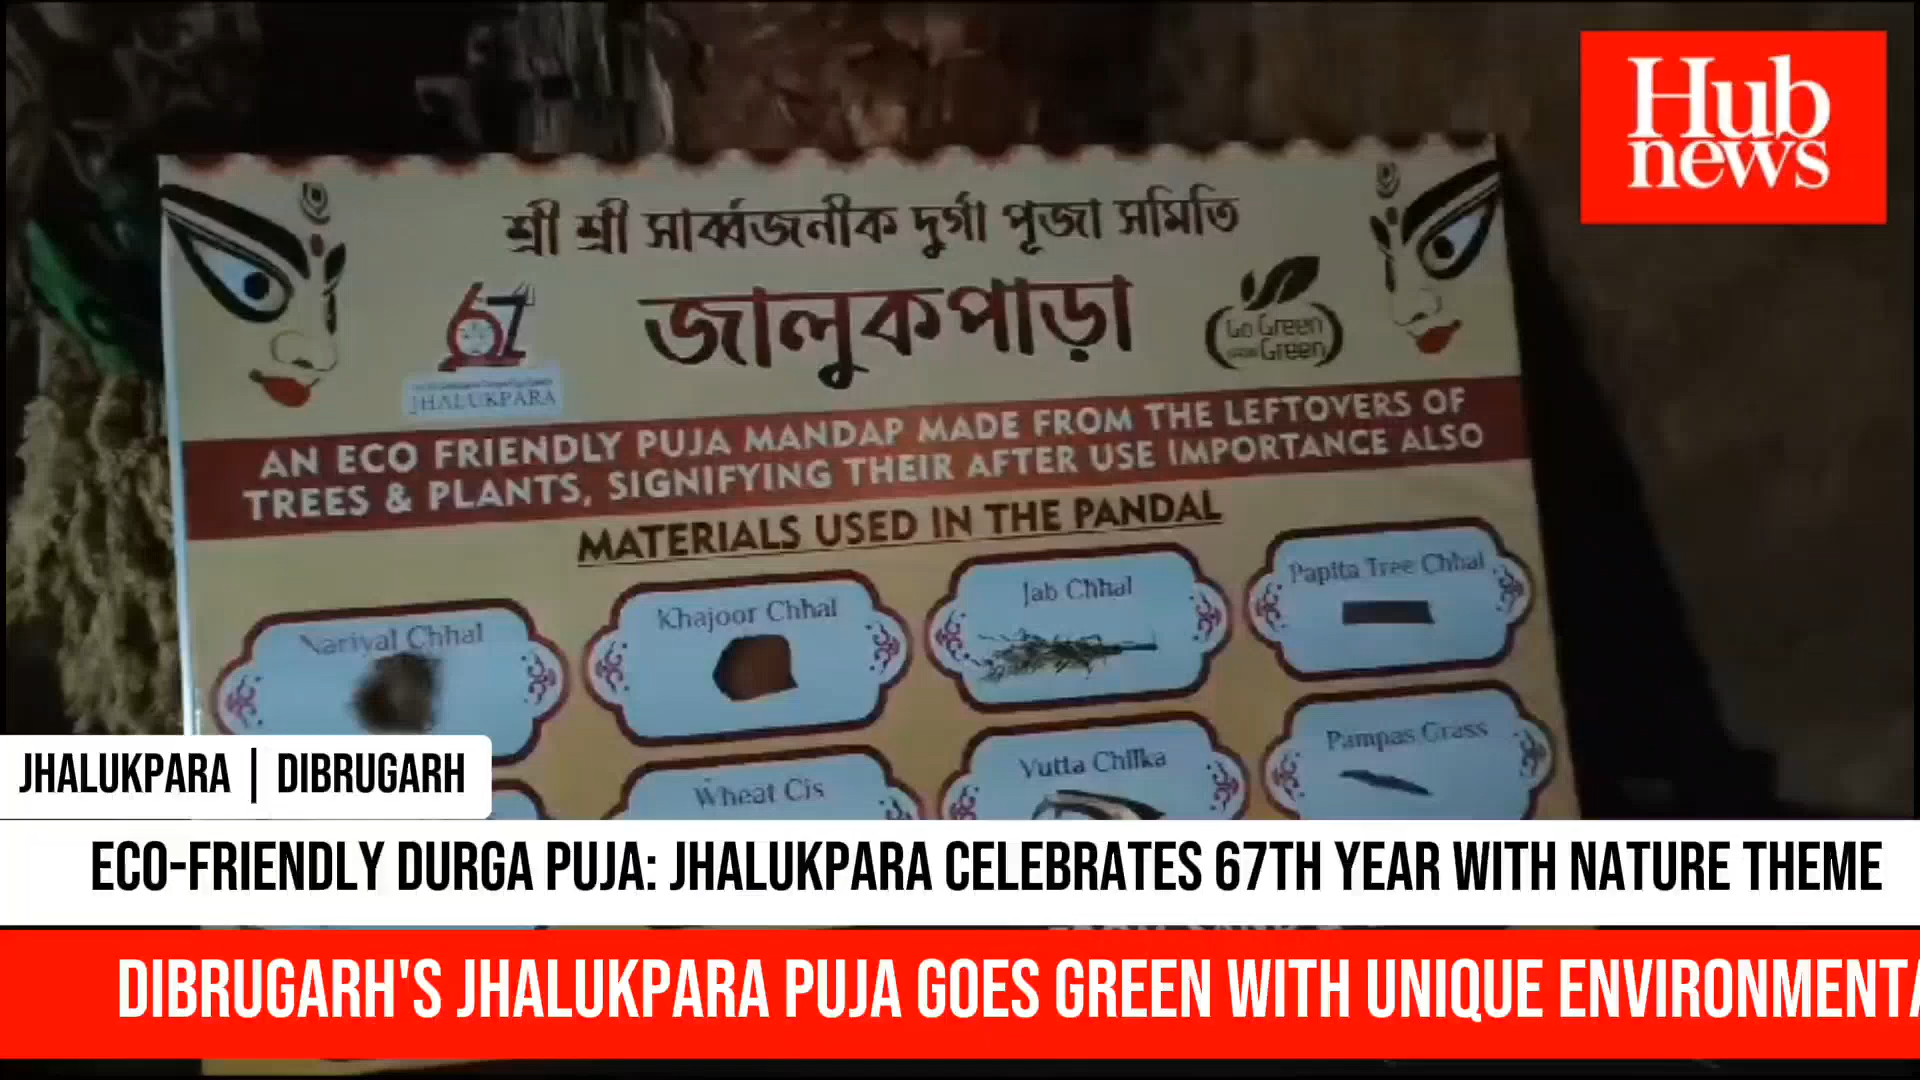 Hub
news
শ্রী শ্রী সার্ব্বজনীক দুর্গা পূজা সমিতি
67
জালুকপাড়া
Go Green
Green
JHALUKPARA
AN ECO FRIENDLY PUJA MANDAP MADE FROM THE LEFTOVERS OF
TREES & PLANTS, SIGNIFYING THEIR AFTER USE IMPORTANCE ALSO
MATERIALS USED IN THE PANDAL
Nariyal Chhal
Khajoor Chhal
Jab Chhal
Papita Tree Chhal
Wheat Cis
Vutta Chilka
Pampas Grass
JHALUKPARA | DIBRUGARH
ECO-FRIENDLY DURGA PUJA: JHALUKPARA CELEBRATES 67TH YEAR WITH NATURE THEME
DIBRUGARH'S JHALUKPARA PUJA GOES GREEN WITH UNIQUE ENVIRONMENTA